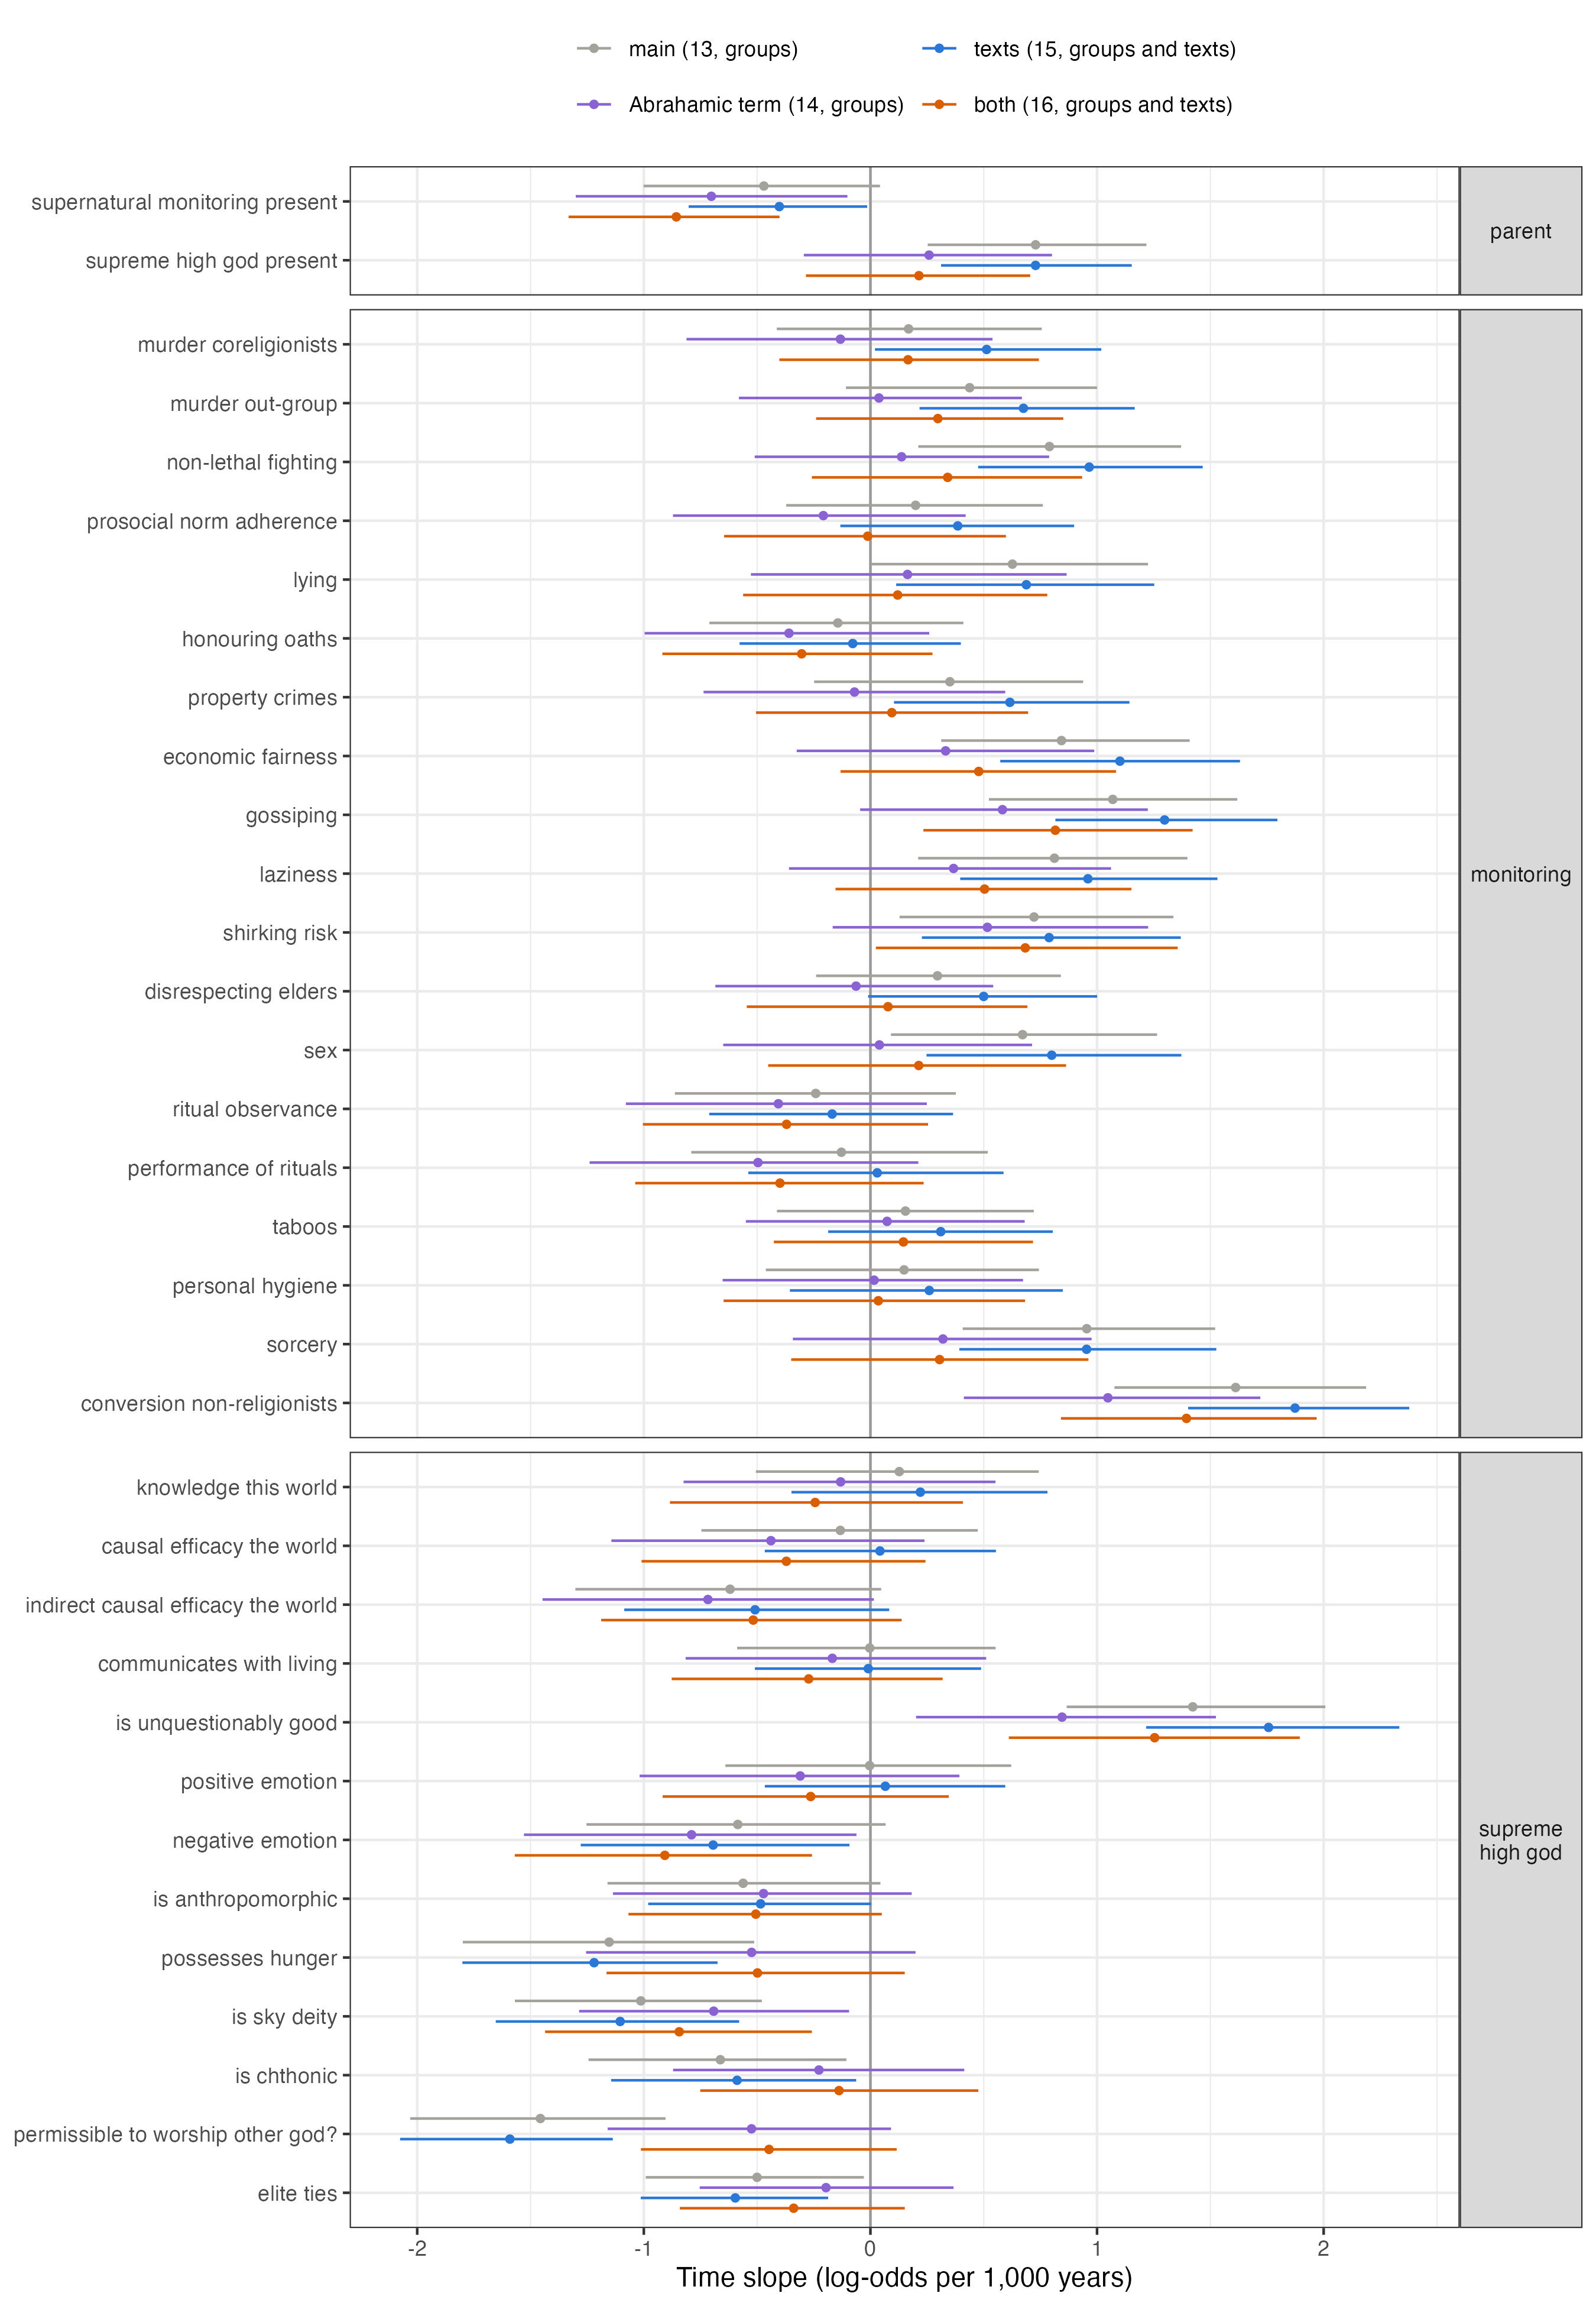 main (13, groups)
texts (15, groups and texts)
Abrahamic term (14, groups)
both (16, groups and texts)
supernatural monitoring present
supreme high god present
parent
murder coreligionists
murder out-group
non-lethal fighting
prosocial norm adherence
lying
honouring oaths
property crimes
economic fairness
gossiping
laziness
shirking risk
disrespecting elders
sex
ritual observance
performance of rituals
taboos
personal hygiene
sorcery
conversion non-religionists
monitoring
knowledge this world
causal efficacy the world
indirect causal efficacy the world
communicates with living
is unquestionably good
positive emotion
negative emotion
is anthropomorphic
possesses hunger
is sky deity
is chthonic
permissible to worship other god?
elite ties
supreme
high god
-2
-1
0
1
2
Time slope (log-odds per 1,000 years)